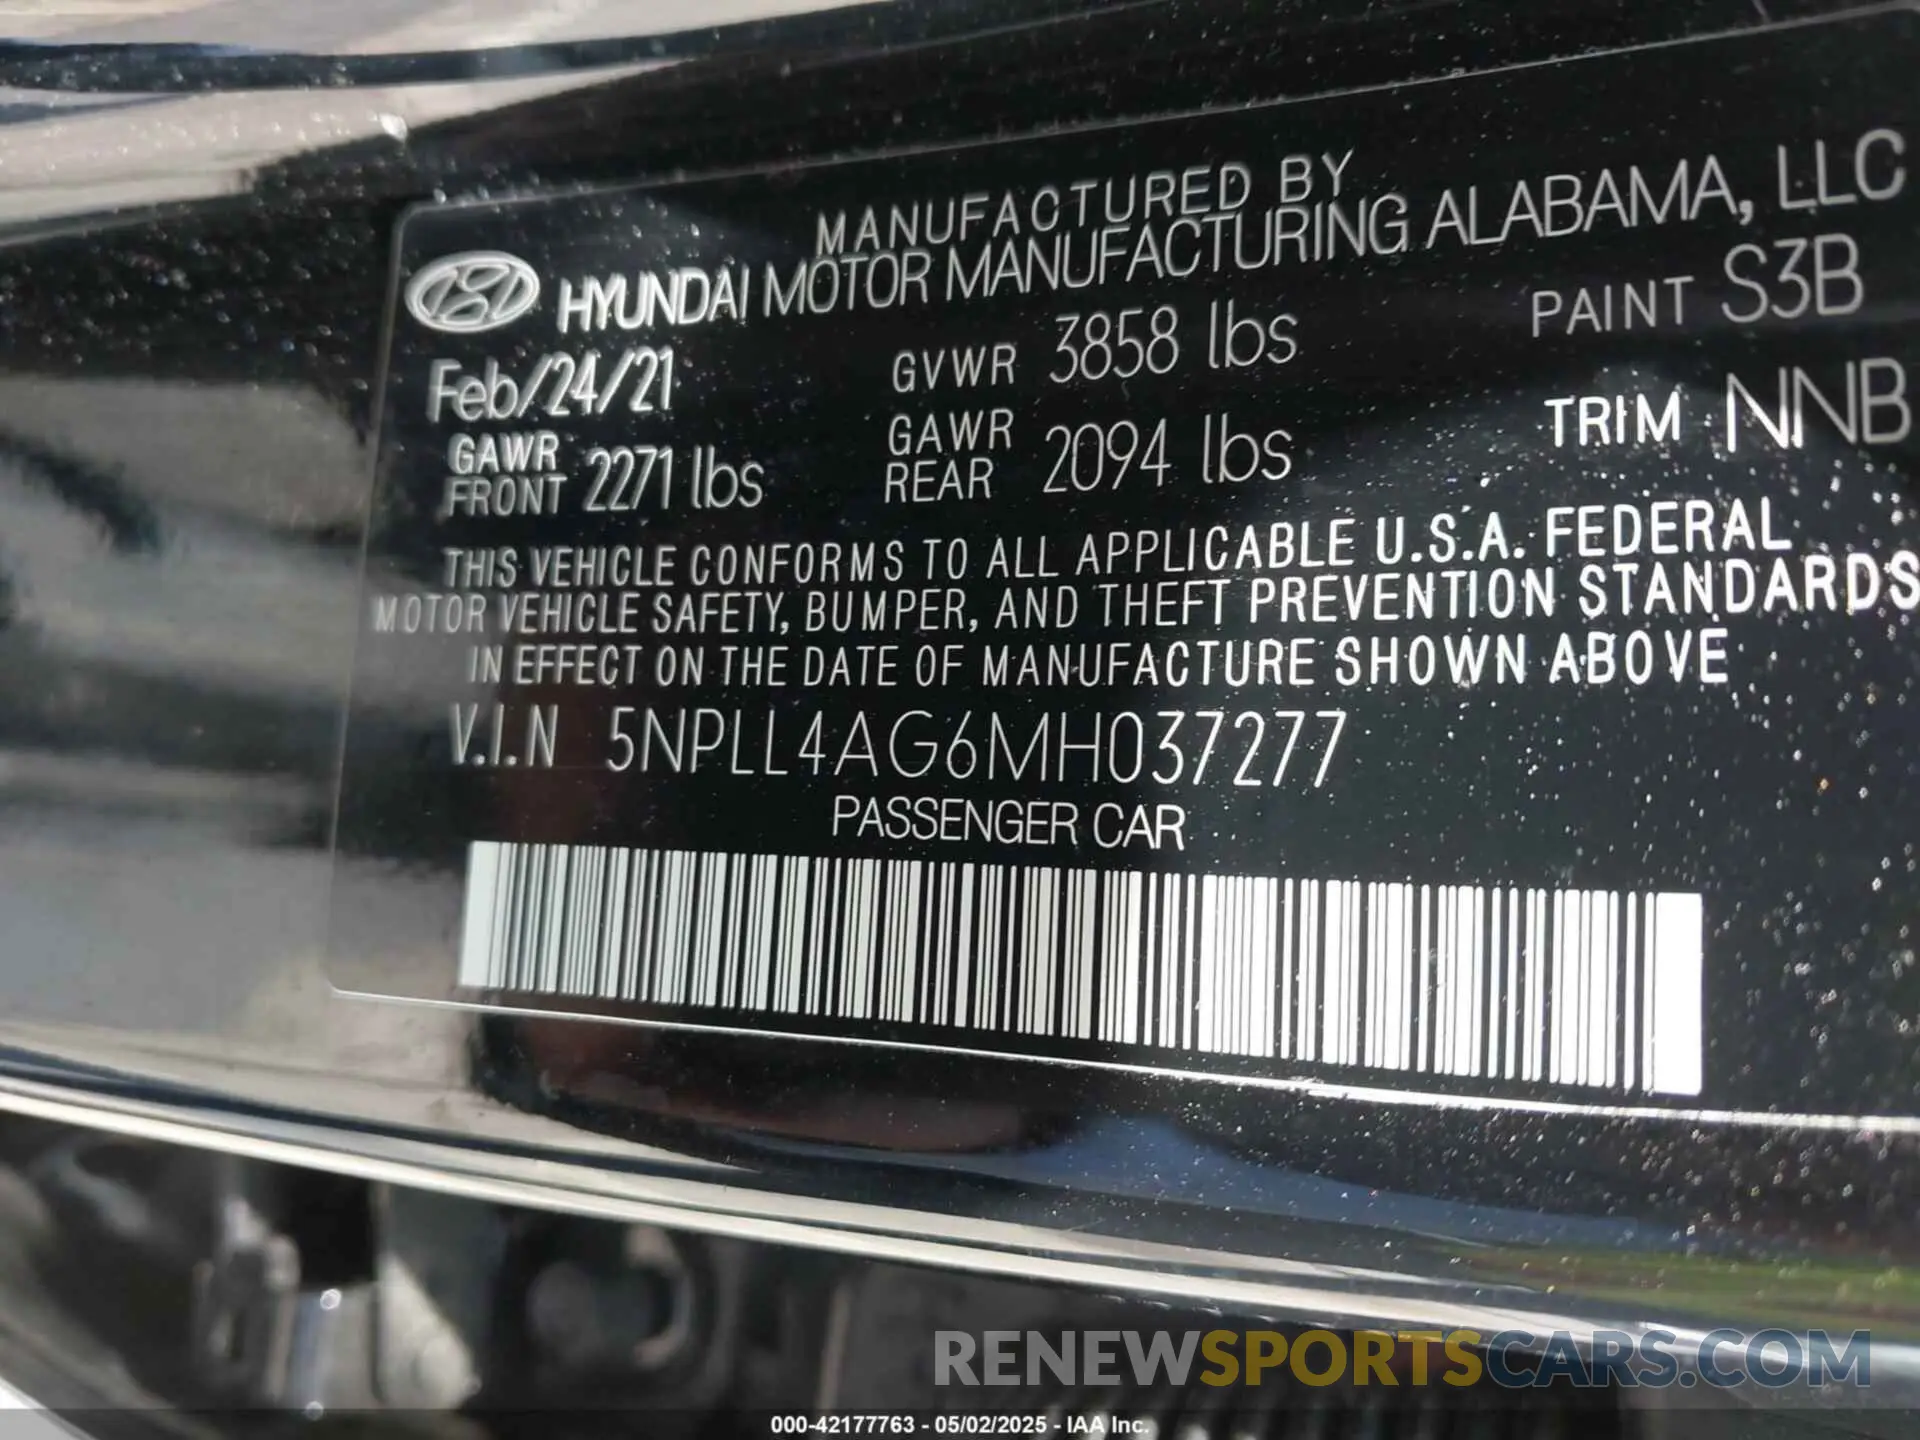 MANUFACTURED BY
HYUNDAI MOTOR MANUFACTURING ALABAMA, LLC
Feb/24/21 GVWR 3858 lbs PAINT S3B
GAWR FRONT 2271 lbs GAWR REAR 2094 lbs TRIM NNB
THIS VEHICLE CONFORMS TO ALL APPLICABLE U.S.A. FEDERAL
MOTOR VEHICLE SAFETY, BUMPER, AND THEFT PREVENTION STANDARDS
IN EFFECT ON THE DATE OF MANUFACTURE SHOWN ABOVE
V.I.N 5NPLL4AG6MH037277
PASSENGER CAR
RENEWSPORTSCARS.COM
000-42177763 - 05/02/2025 - IAA Inc.